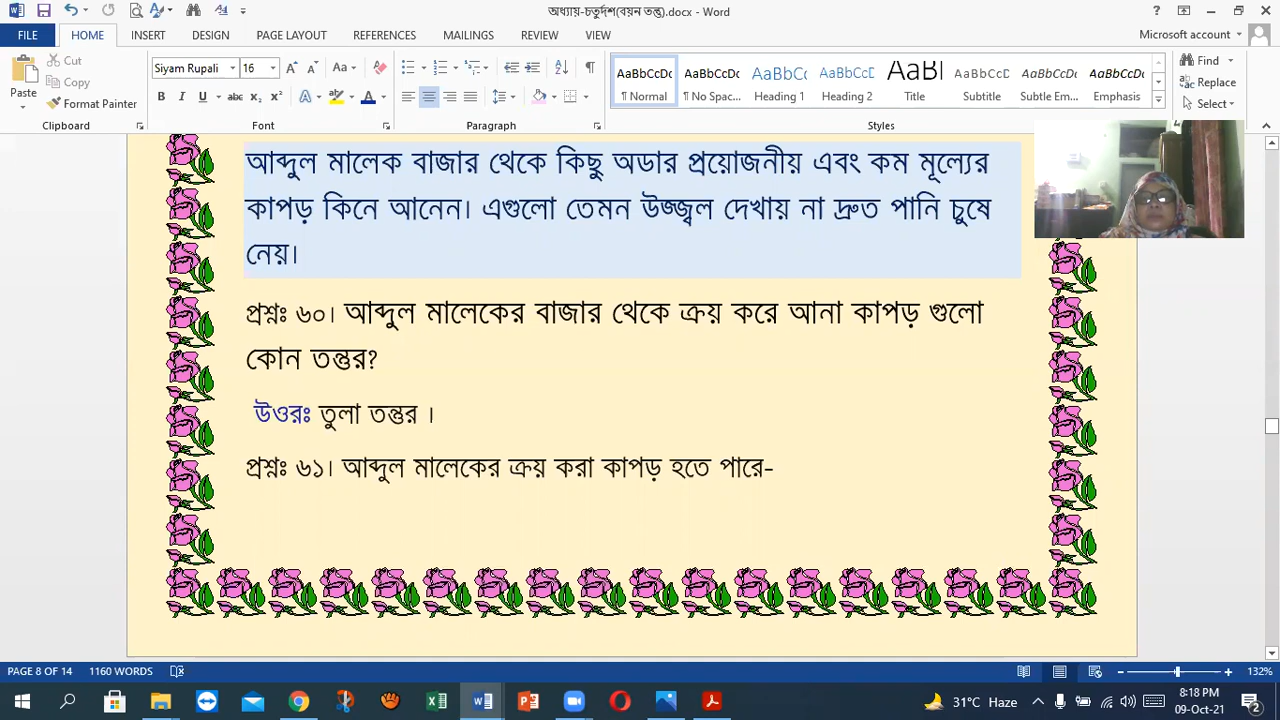 অধ্যায়-চতুর্দশ(বয়ন তন্তু).docx - Word
FILE HOME INSERT DESIGN PAGE LAYOUT REFERENCES MAILINGS REVIEW VIEW Microsoft account
Paste
Cut
Copy
Format Painter
Siyam Rupali 16
AaBbCcDc AaBbCcDc AaBbCc AaBbCcC AaBl AaBbCcD AaBbCcDc AaBbCcDc
¶ Normal ¶ No Spac... Heading 1 Heading 2 Title Subtitle Subtle Em... Emphasis
Find
Replace
Select
Clipboard Font Paragraph Styles
আব্দুল মালেক বাজার থেকে কিছু অডার প্রয়োজনীয় এবং কম মূল্যের
কাপড় কিনে আনেন। এগুলো তেমন উজ্জ্বল দেখায় না দ্রুত পানি চুষে
নেয়।
প্রশ্নঃ ৬০। আব্দুল মালেকের বাজার থেকে ক্রয় করে আনা কাপড় গুলো
কোন তন্তুর?
উওরঃ তুলা তন্তুর ।
প্রশ্নঃ ৬১। আব্দুল মালেকের ক্রয় করা কাপড় হতে পারে-
PAGE 8 OF 14 1160 WORDS 132%
31°C Haze 8:18 PM
09-Oct-21